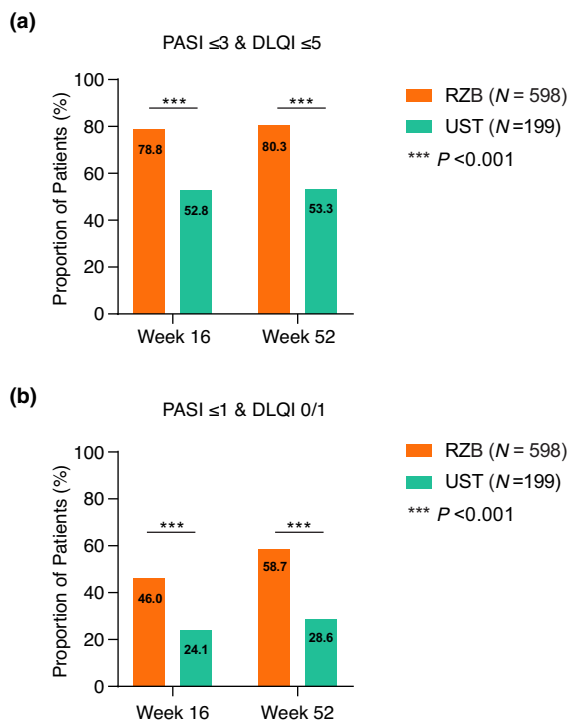 (a)
PASI ≤3 & DLQI ≤5
Proportion of Patients (%)
100
80
60
40
20
0
***
***
78.8
52.8
80.3
53.3
Week 16
Week 52
RZB (N = 598)
UST (N=199)
*** P <0.001
(b)
PASI ≤1 & DLQI 0/1
Proportion of Patients (%)
100
80
60
40
20
0
***
***
46.0
24.1
58.7
28.6
Week 16
Week 52
RZB (N = 598)
UST (N=199)
*** P <0.001